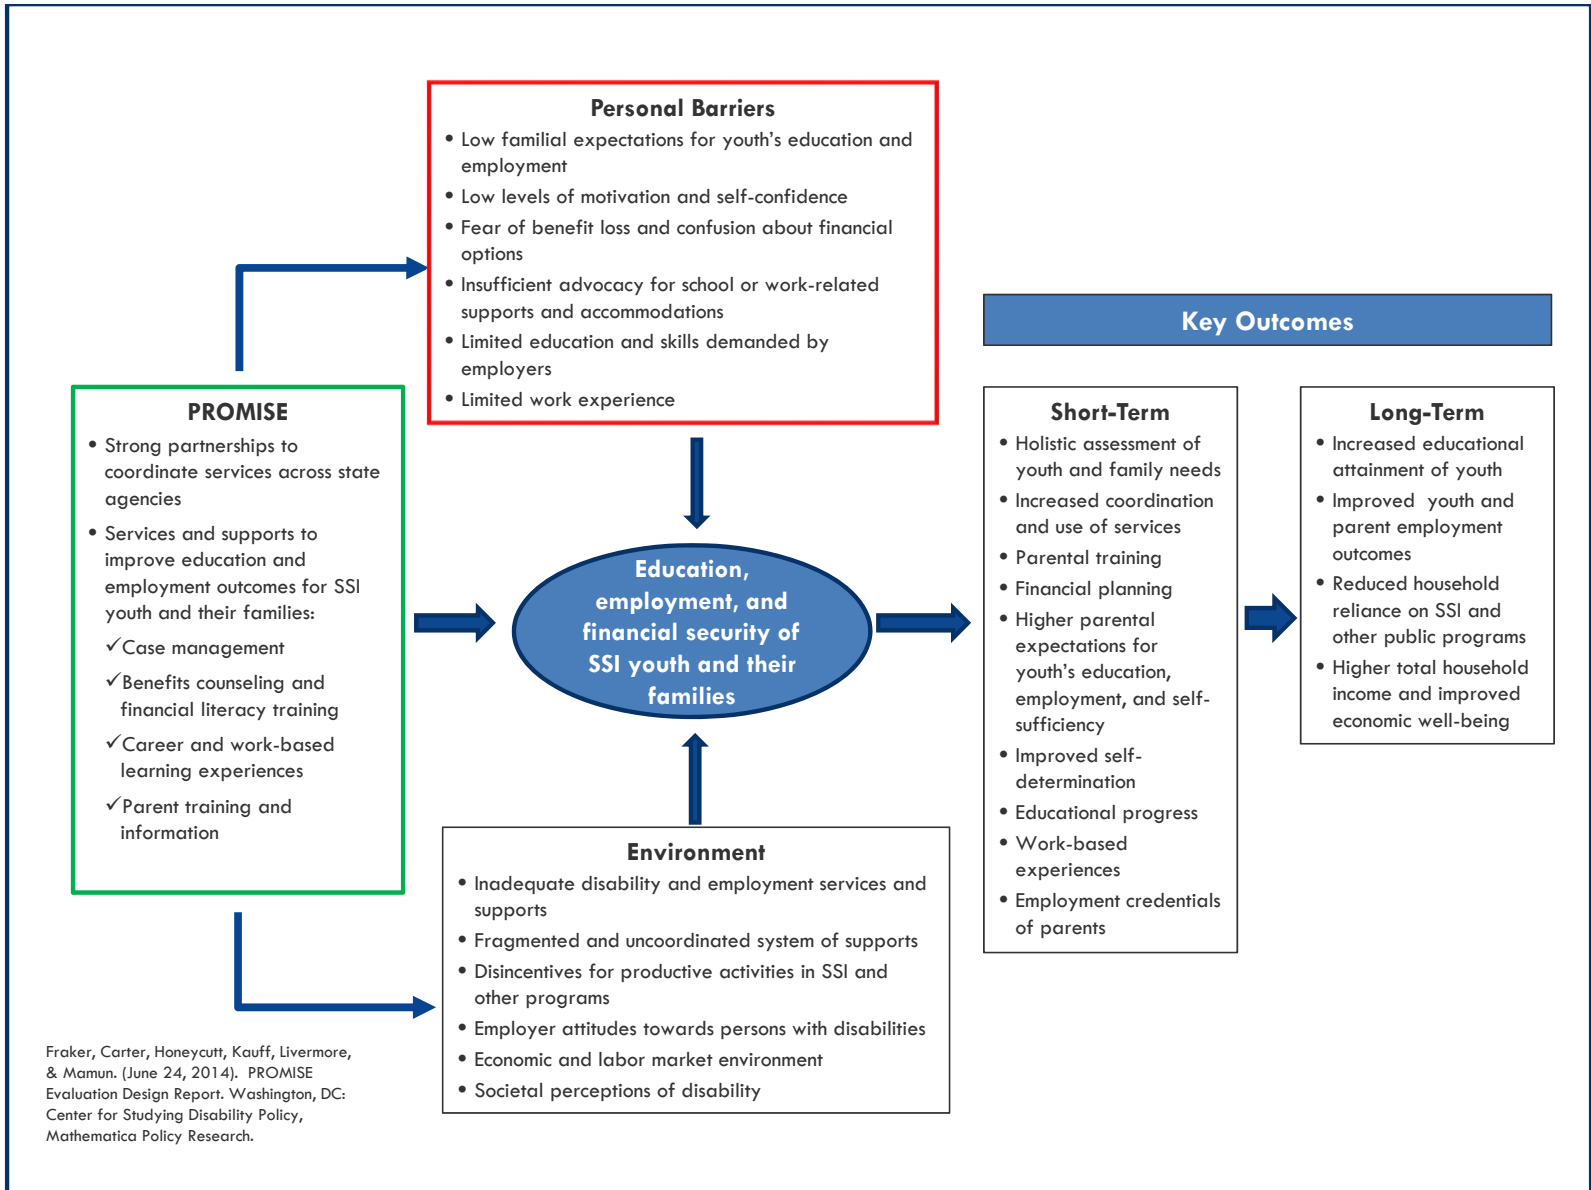 Personal Barriers
• Low familial expectations for youth's education and
employment
• Low levels of motivation and self-confidence
• Fear of benefit loss and confusion about financial
options
• Insufficient advocacy for school or work-related
supports and accommodations
• Limited education and skills demanded by
employers
• Limited work experience
PROMISE
• Strong partnerships to
coordinate services across state
agencies
• Services and supports to
improve education and
employment outcomes for SSI
youth and their families:
✓Case management
✓Benefits counseling and
financial literacy training
✓Career and work-based
learning experiences
✓Parent training and
information
Education,
employment, and
financial security of
SSI youth and their
families
Environment
• Inadequate disability and employment services and
supports
• Fragmented and uncoordinated system of supports
• Disincentives for productive activities in SSI and
other programs
• Employer attitudes towards persons with disabilities
• Economic and labor market environment
• Societal perceptions of disability
Key Outcomes
Short-Term
• Holistic assessment of
youth and family needs
• Increased coordination
and use of services
• Parental training
• Financial planning
• Higher parental
expectations for
youth's education,
employment, and self-
sufficiency
• Improved self-
determination
• Educational progress
• Work-based
experiences
• Employment credentials
of parents
Long-Term
• Increased educational
attainment of youth
• Improved youth and
parent employment
outcomes
• Reduced household
reliance on SSI and
other public programs
• Higher total household
income and improved
economic well-being
Fraker, Carter, Honeycutt, Kauff, Livermore,
& Mamun. (June 24, 2014). PROMISE
Evaluation Design Report. Washington, DC:
Center for Studying Disability Policy,
Mathematica Policy Research.